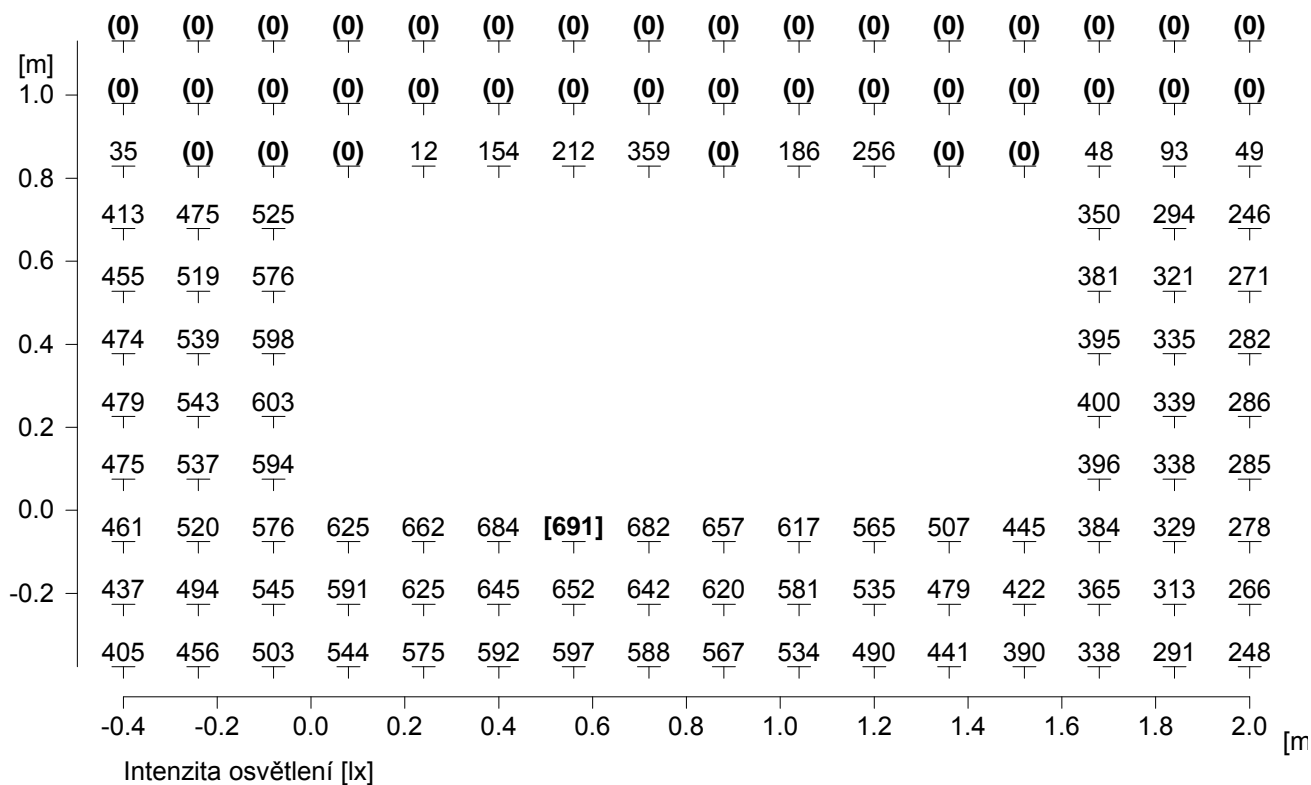 (0) (0) (0) (0) (0) (0) (0) (0) (0) (0) (0) (0) (0) (0) (0) (0)
[m]
1.0 (0) (0) (0) (0) (0) (0) (0) (0) (0) (0) (0) (0) (0) (0) (0) (0)
35 (0) (0) (0) 12 154 212 359 (0) 186 256 (0) (0) 48 93 49
0.8
413 475 525 350 294 246
0.6
455 519 576 381 321 271
0.4 474 539 598 395 335 282
479 543 603 400 339 286
0.2
475 537 594 396 338 285
0.0
461 520 576 625 662 684 [691] 682 657 617 565 507 445 384 329 278
-0.2 437 494 545 591 625 645 652 642 620 581 535 479 422 365 313 266
405 456 503 544 575 592 597 588 567 534 490 441 390 338 291 248
-0.4 -0.2 0.0 0.2 0.4 0.6 0.8 1.0 1.2 1.4 1.6 1.8 2.0 [m
Intenzita osvětlení [lx]